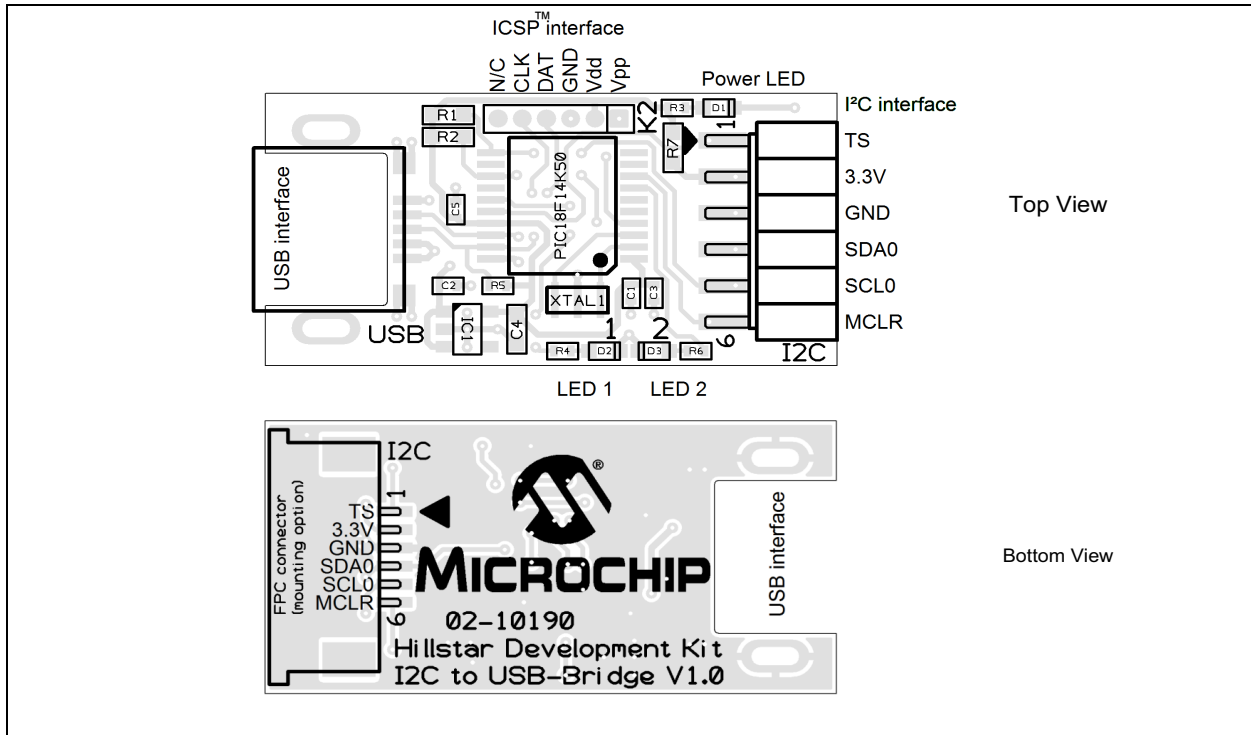 ICSP™ interface
N/C
CLK
DAT
GND
Vdd
Vpp
Power LED
I²C interface
R1
R2
K2
R3
D1
1
R7
TS
3.3V
GND
SDA0
SCL0
MCLR
USB interface
C5
PIC18F14K50
Top View
C2
R5
XTAL1
C1
C3
USB
IC1
C4
1
2
6
R4
D2
D3
R6
I2C
LED 1
LED 2
I2C
FPC connector
(mounting option)
1
TS
3.3V
GND
SDA0
SCL0
MCLR
6
®
MICROCHIP
USB interface
Bottom View
02-10190
Hillstar Development Kit
I2C to USB-Bridge V1.0